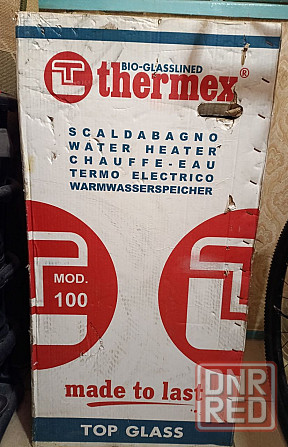 BIO-GLASSLINED
thermex®
SCALDABAGNO
WATER HEATER
CHAUFFE-EAU
TERMO ELECTRICO
WARMWASSERSPEICHER
MOD.
100
made to last
TOP GLASS
DNR
RED